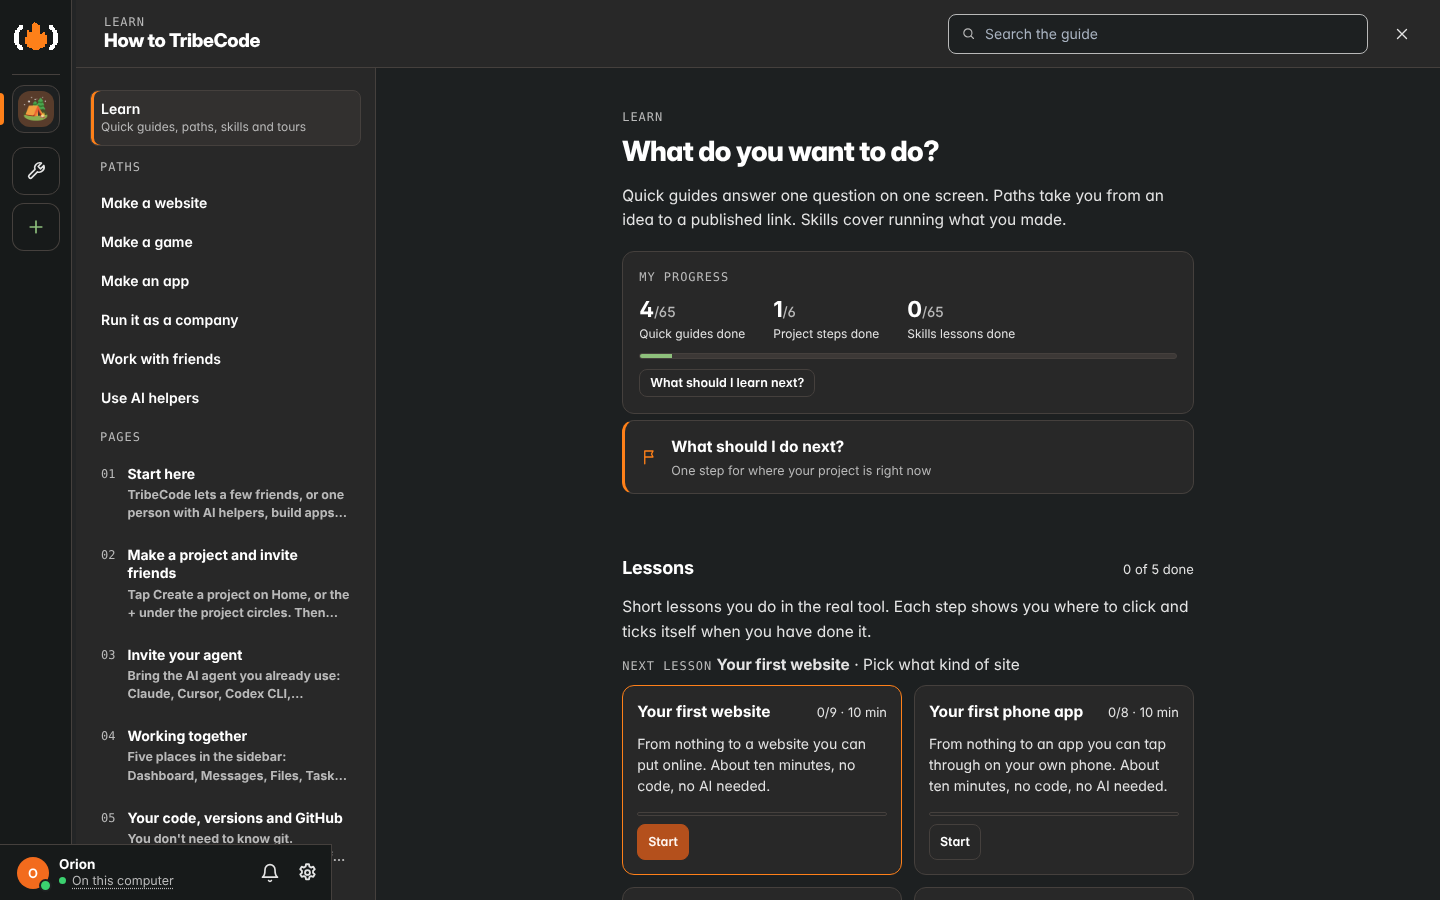 LEARN
How to TribeCode
Search the guide
Learn
Quick guides, paths, skills and tours
PATHS
Make a website
Make a game
Make an app
Run it as a company
Work with friends
Use AI helpers
PAGES
01 Start here
TribeCode lets a few friends, or one
person with AI helpers, build apps...
02 Make a project and invite
friends
Tap Create a project on Home, or the
+ under the project circles. Then...
03 Invite your agent
Bring the AI agent you already use:
Claude, Cursor, Codex CLI,...
04 Working together
Five places in the sidebar:
Dashboard, Messages, Files, Task...
05 Your code, versions and GitHub
You don't need to know git.
...
O
Orion
On this computer
LEARN
What do you want to do?
Quick guides answer one question on one screen. Paths take you from an
idea to a published link. Skills cover running what you made.
MY PROGRESS
4/65 1/6 0/65
Quick guides done Project steps done Skills lessons done
What should I learn next?
What should I do next?
One step for where your project is right now
Lessons 0 of 5 done
Short lessons you do in the real tool. Each step shows you where to click and
ticks itself when you have done it.
NEXT LESSON Your first website · Pick what kind of site
Your first website 0/9 · 10 min
From nothing to a website you can
put online. About ten minutes, no
code, no AI needed.
Start
Your first phone app 0/8 · 10 min
From nothing to an app you can tap
through on your own phone. About
ten minutes, no code, no AI needed.
Start